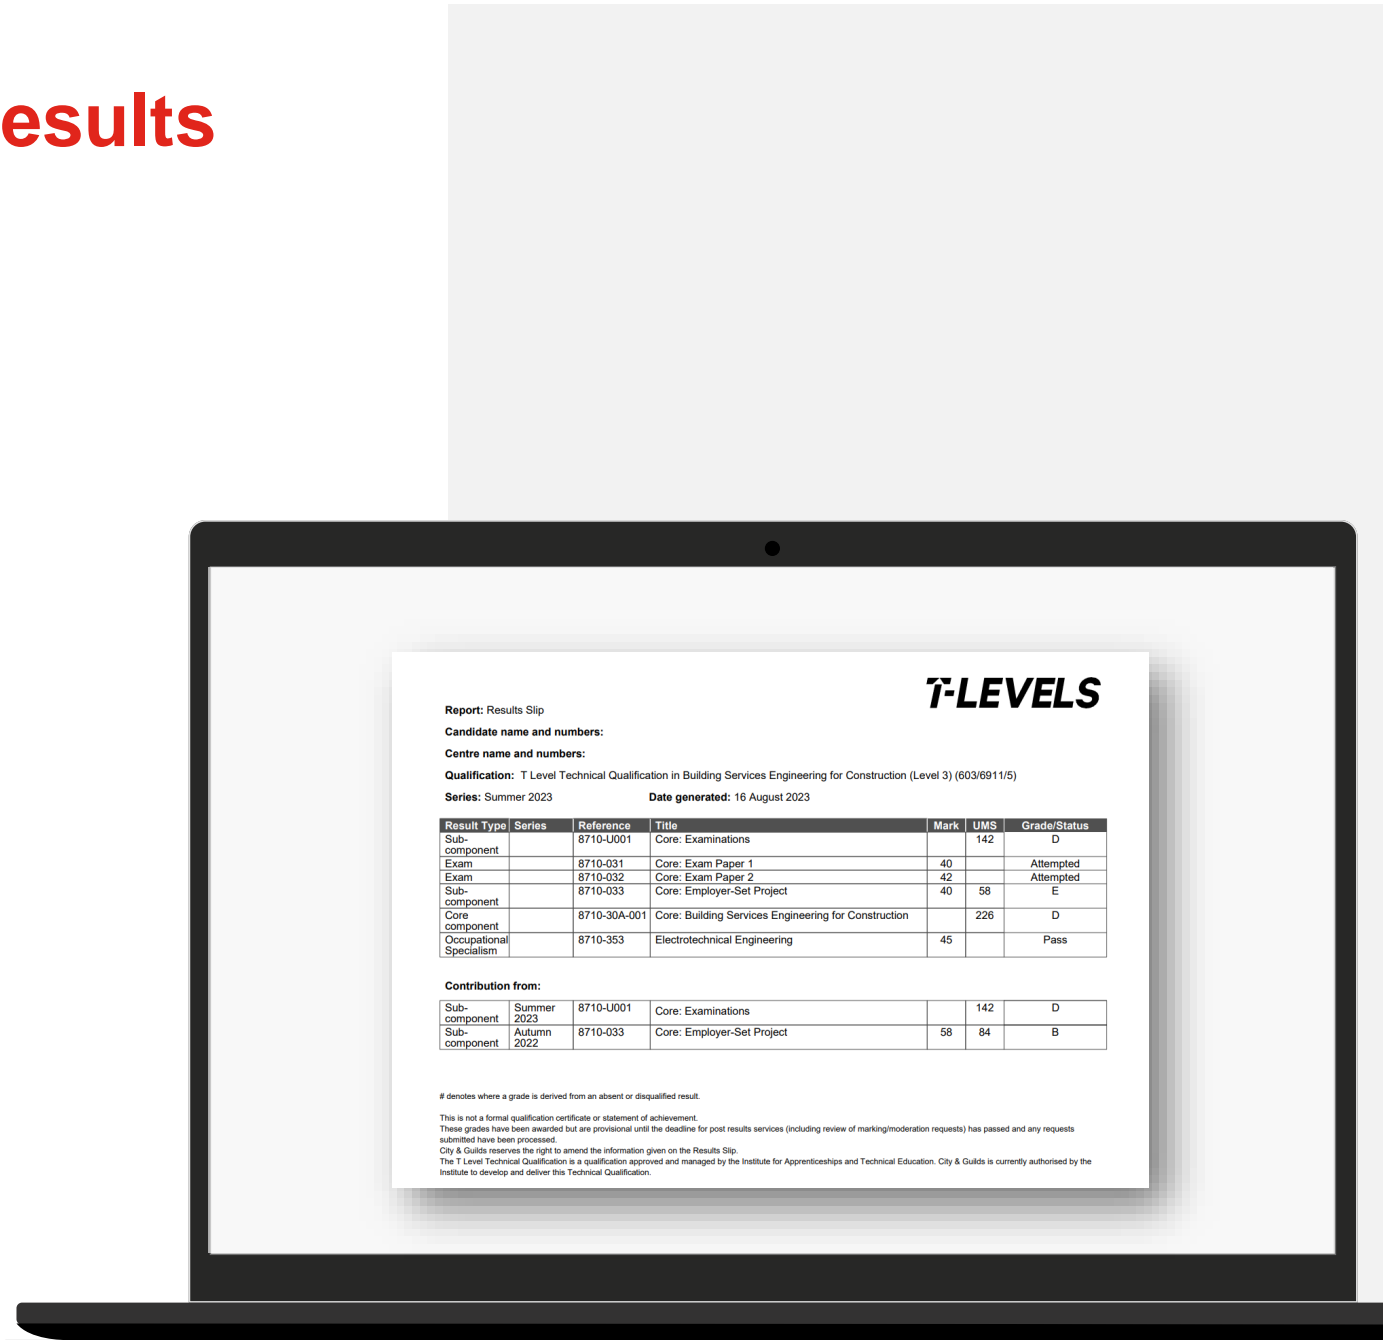 esults
T-LEVELS
Report: Results Slip
Candidate name and numbers:
Centre name and numbers:
Qualification: T Level Technical Qualification in Building Services Engineering for Construction (Level 3) (603/6911/5)
Series: Summer 2023 Date generated: 16 August 2023
Result Type Series Reference Title Mark UMS Grade/Status
Sub-component 8710-U001 Core: Examinations 142 D
Exam 8710-031 Core: Exam Paper 1 40 Attempted
Exam 8710-032 Core: Exam Paper 2 42 Attempted
Sub-component 8710-033 Core: Employer-Set Project 40 58 E
Core component 8710-30A-001 Core: Building Services Engineering for Construction 226 D
Occupational Specialism 8710-353 Electrotechnical Engineering 45 Pass
Contribution from:
Sub-component Summer 2023 8710-U001 Core: Examinations 142 D
Sub-component Autumn 2022 8710-033 Core: Employer-Set Project 58 84 B
# denotes where a grade is derived from an absent or disqualified result.
This is not a formal qualification certificate or statement of achievement.
These grades have been awarded but are provisional until the deadline for post results services (including review of marking/moderation requests) has passed and any requests
submitted have been processed.
City & Guilds reserves the right to amend the information given on the Results Slip.
The T Level Technical Qualification is a qualification approved and managed by the Institute for Apprenticeships and Technical Education. City & Guilds is currently authorised by the
Institute to develop and deliver this Technical Qualification.